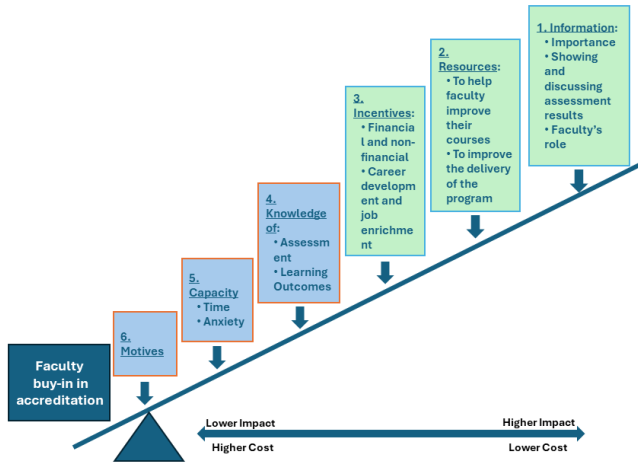 1. Information:
• Importance
• Showing
and
discussing
assessment
results
• Faculty's
role
2.
Resources:
• To help
faculty
improve
their
courses
• To improve
the delivery
of the
program
3.
Incentives:
• Financia
l and non-
financial
• Career
developm
ent and
job
enrichme
nt
4.
Knowledge
of:
• Assessm
ent
• Learning
Outcomes
5.
Capacity
• Time
• Anxiety
6.
Motives
Faculty
buy-in in
accreditation
Lower Impact
Higher Impact
Higher Cost
Lower Cost